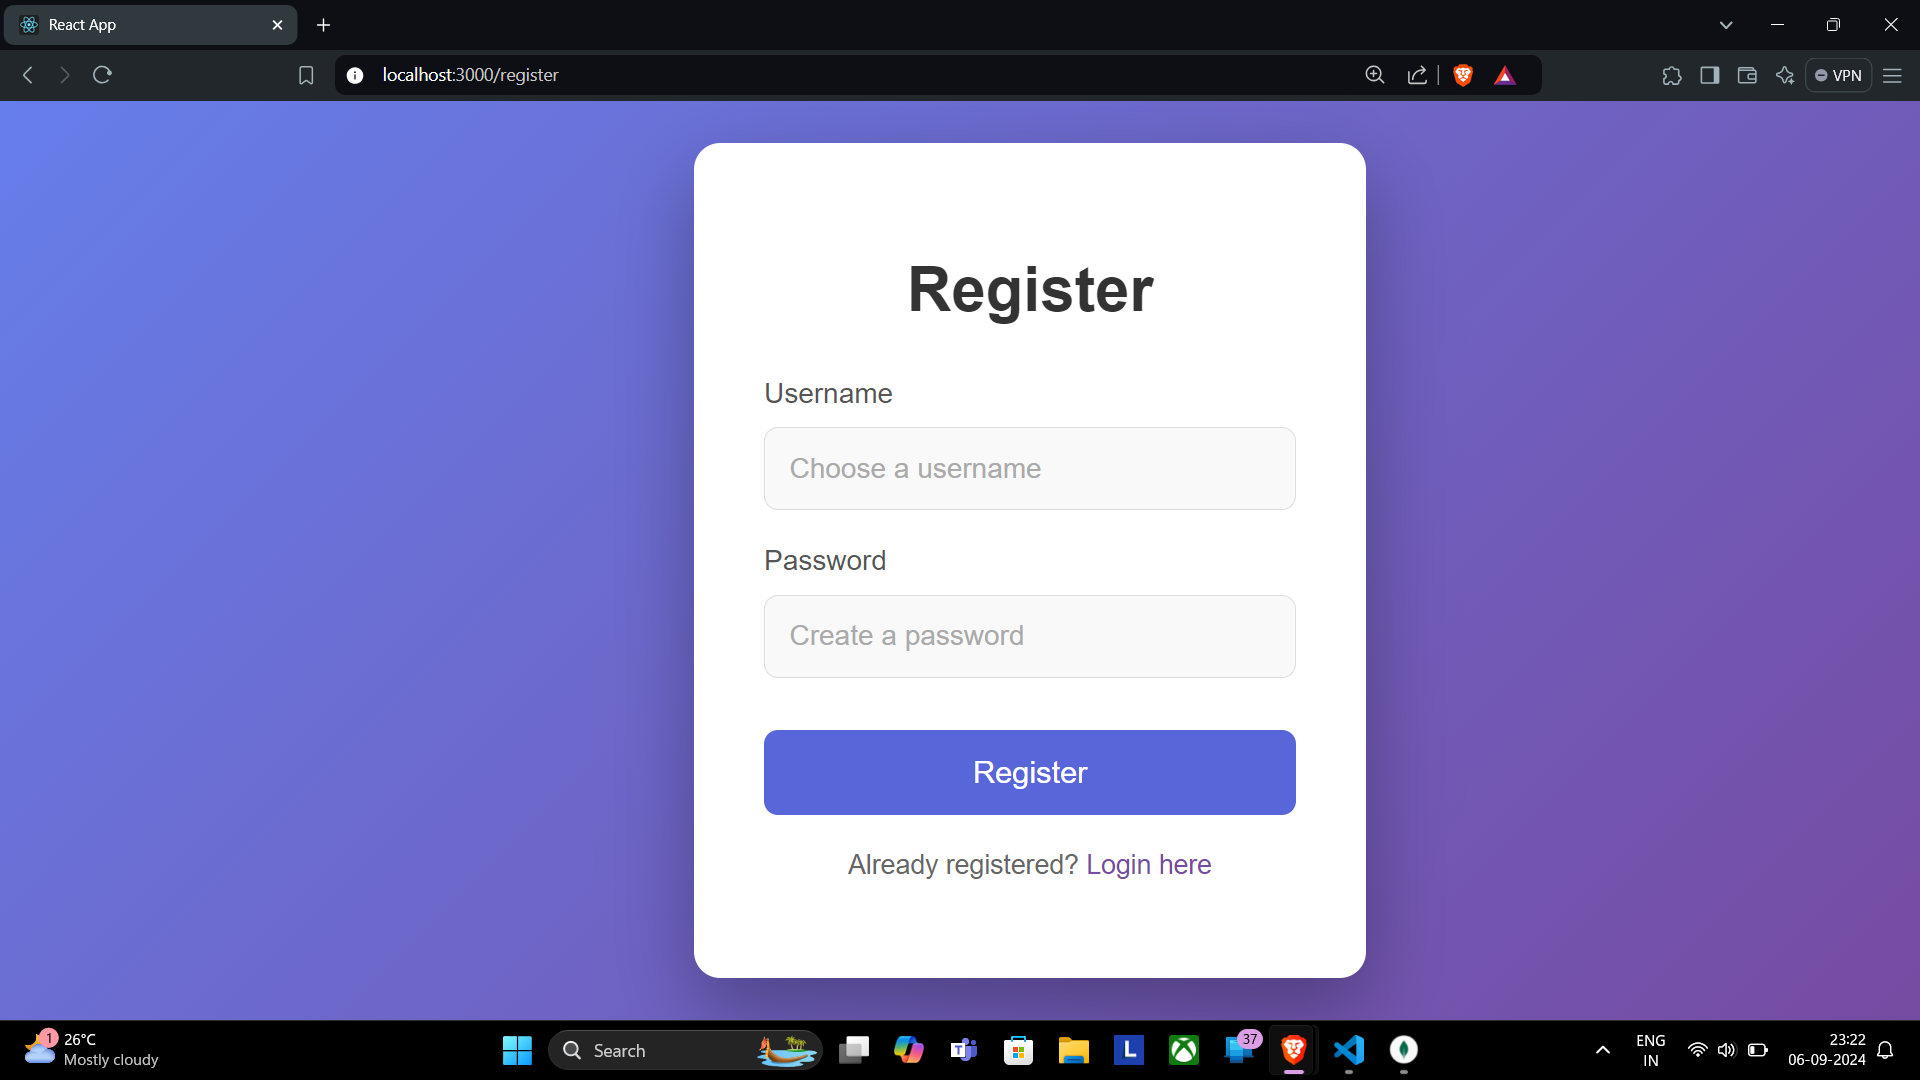 React App
localhost:3000/register
VPN
Register
Username
Choose a username
Password
Create a password
Register
Already registered? Login here
1
26°C
Mostly cloudy
Search
T
L
37
ENG
IN
23:22
06-09-2024